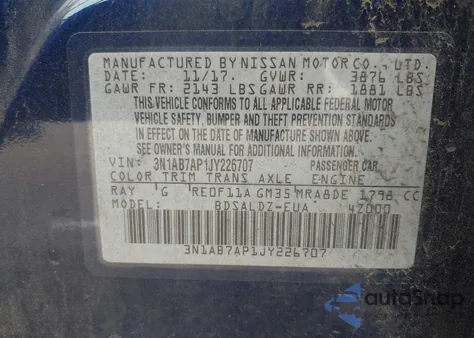 MANUFACTURED BY NISSAN MOTOR CO., LTD.
DATE: 11/17. GVWR: 3876 LBS
GAWR FR: 2143 LBS GAWR RR: 1881 LBS
THIS VEHICLE CONFORMS TO ALL APPLICABLE FEDERAL MOTOR
VEHICLE SAFETY, BUMPER AND THEFT PREVENTION STANDARDS
IN EFFECT ON THE DATE OF MANUFACTURE SHOWN ABOVE.
SEE OWNER'S MANUAL FOR MORE INFORMATION
VIN: 3N1AB7AP1JY226707 PASSENGER CAR
COLOR TRIM TRANS AXLE ENGINE
RAY G RE0F11A GM35 MRA8DE 1798 CC
MODEL: BDSALDZ-EUA 4Z000
3N1AB7AP1JY226707
autoSnap